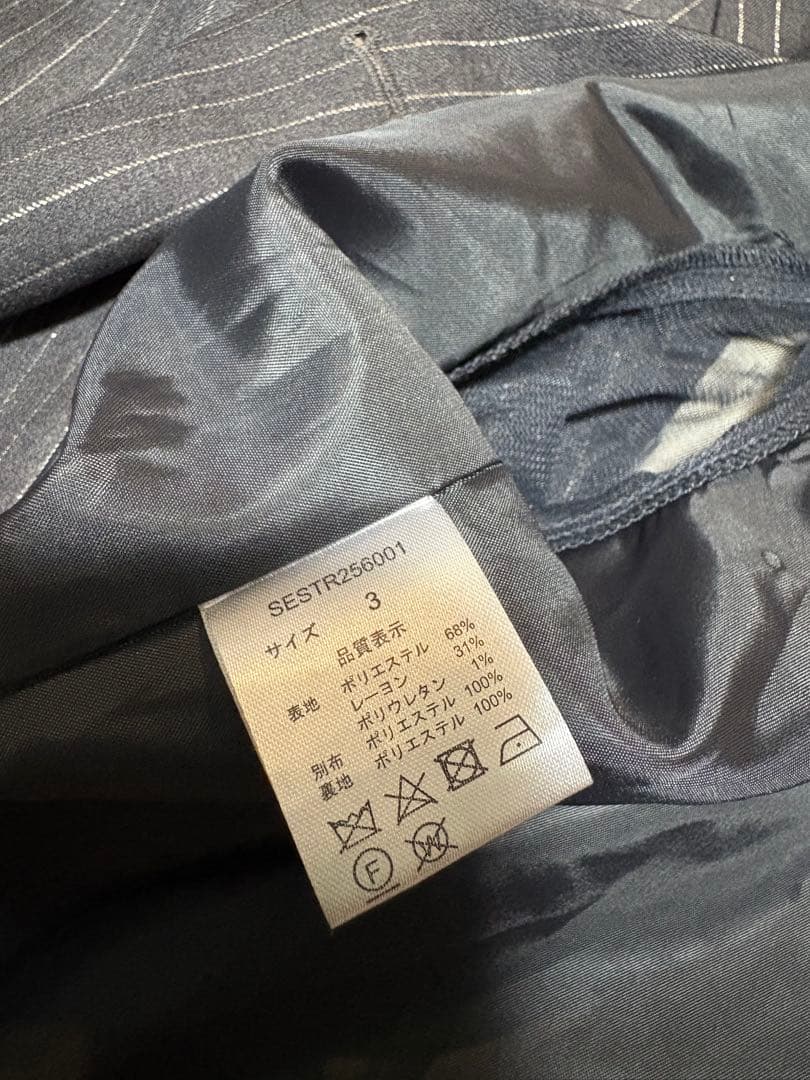 SESTR256001
サイズ 3
品質表示
表地 ポリエステル 68%
レーヨン 31%
ポリウレタン 1%
別布 ポリエステル 100%
裏地 ポリエステル 100%
F W